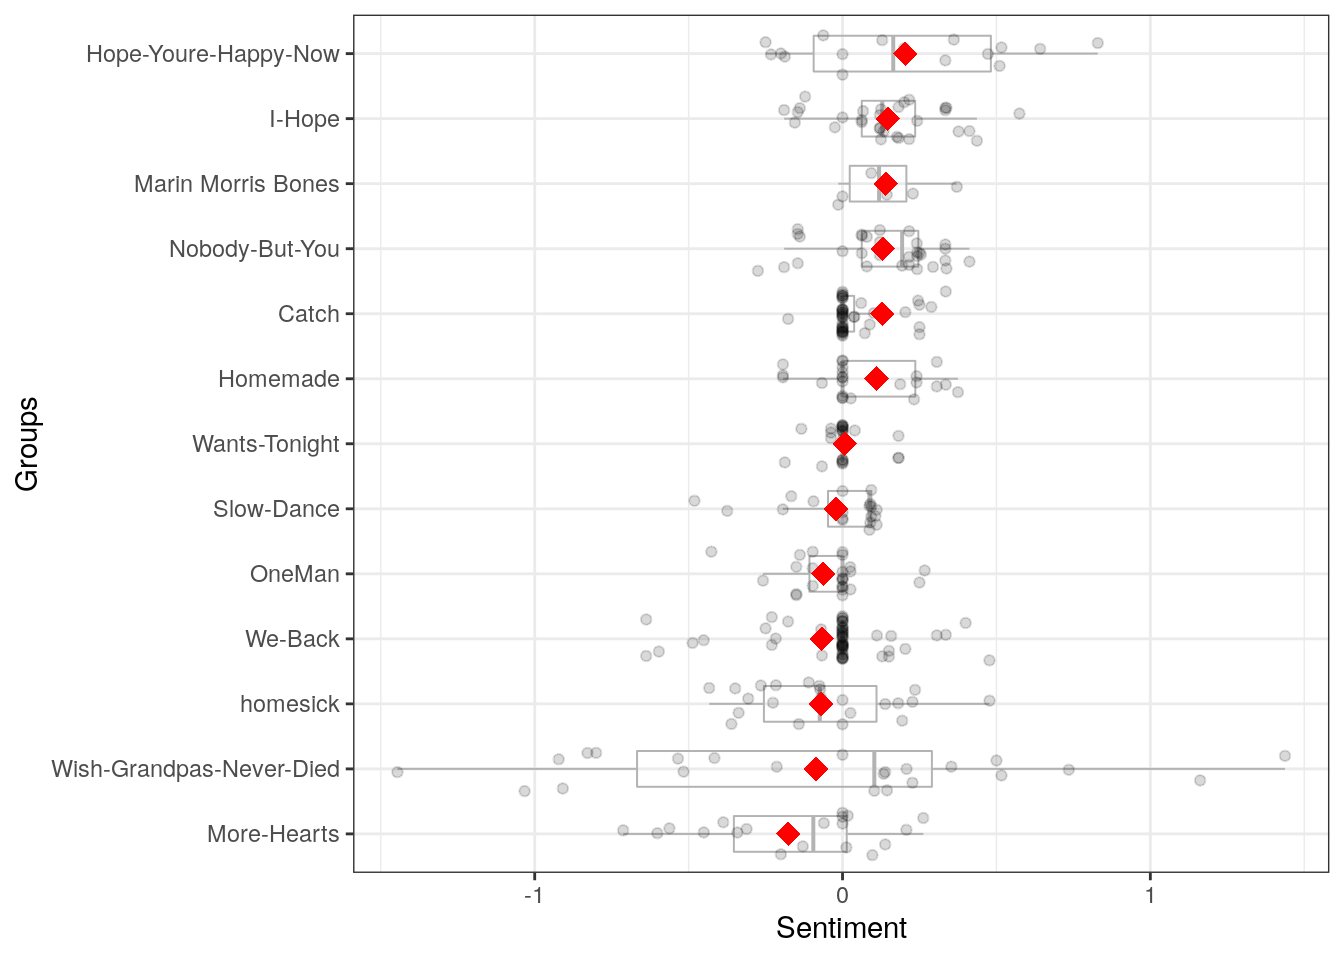 Hope-Youre-Happy-Now
I-Hope
Marin Morris Bones
Nobody-But-You
Catch
Homemade
Wants-Tonight
Slow-Dance
OneMan
We-Back
homesick
Wish-Grandpas-Never-Died
More-Hearts
Groups
-1
0
1
Sentiment